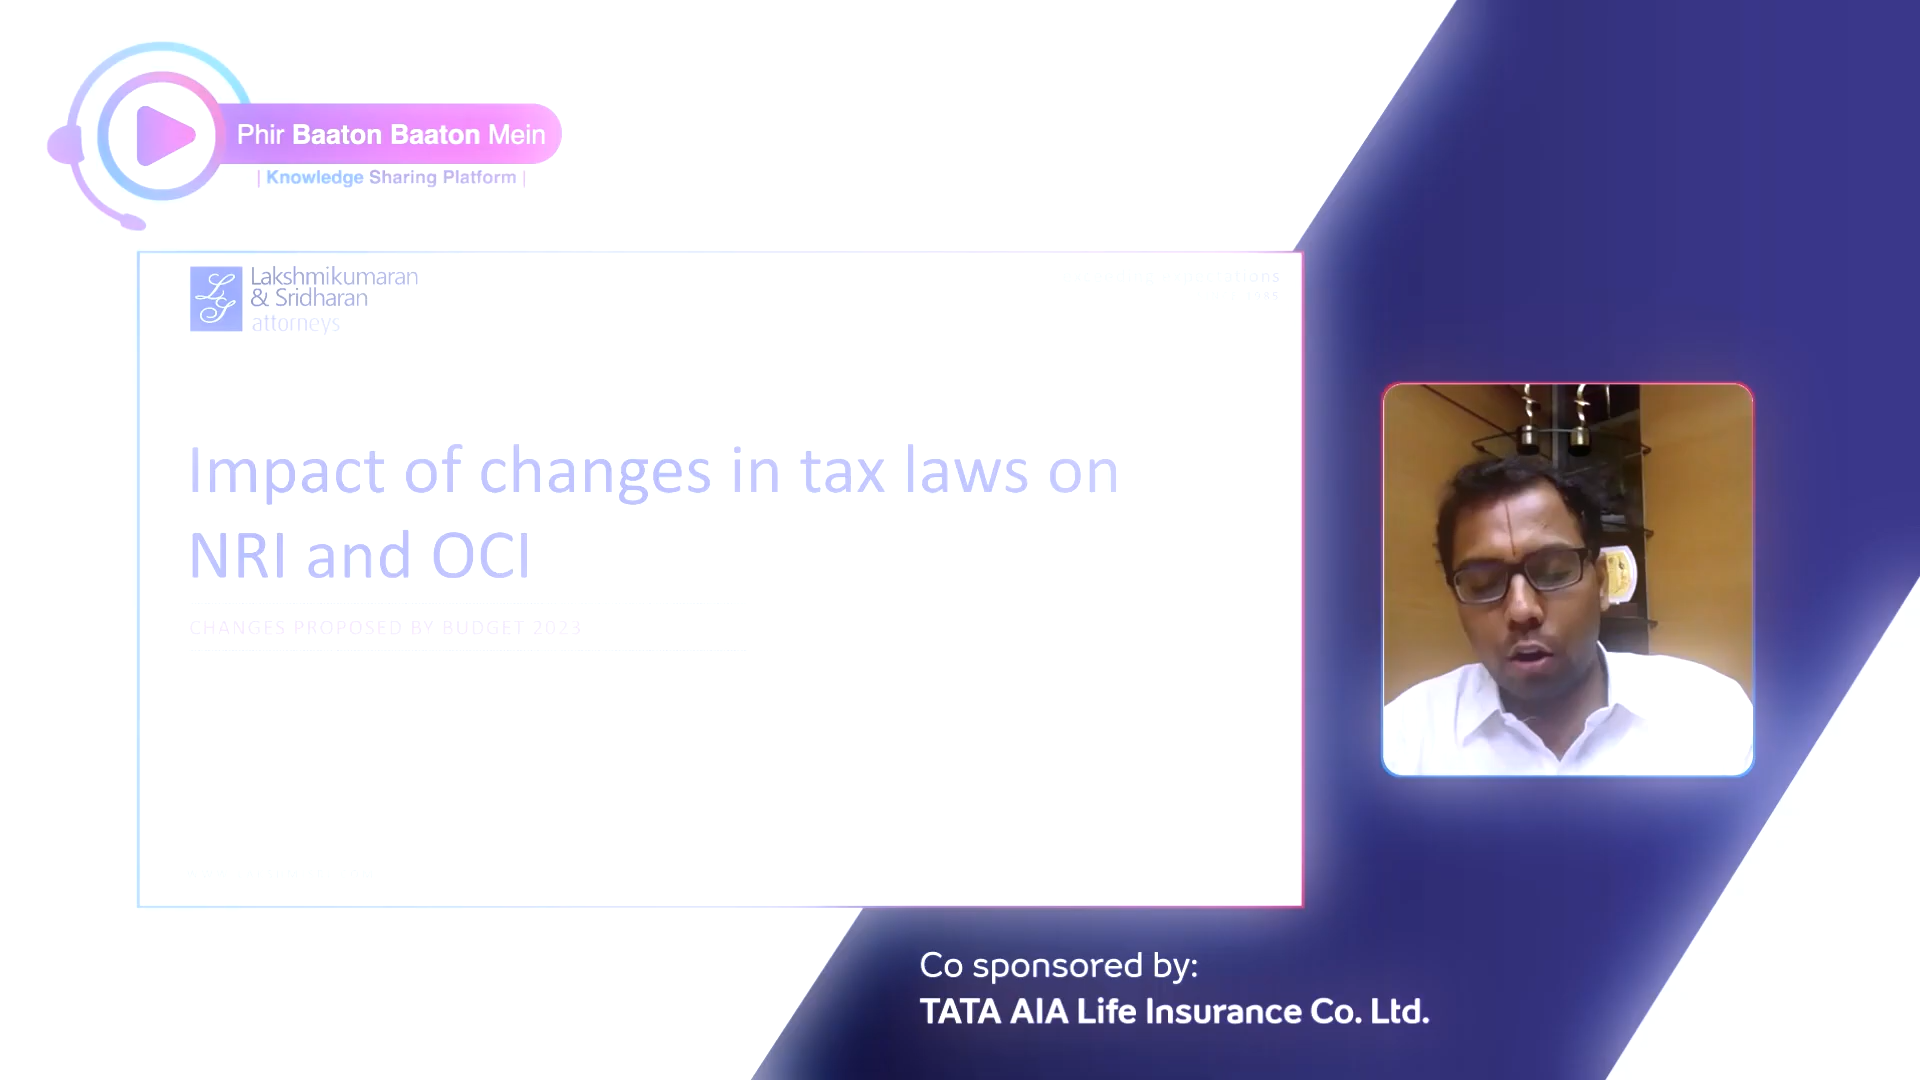 Phir Baaton Baaton Mein
| Knowledge Sharing Platform |
Lakshmikumaran
& Sridharan
attorneys
Impact of changes in tax laws on
NRI and OCI
CHANGES PROPOSED BY BUDGET 2023
Co sponsored by:
TATA AIA Life Insurance Co. Ltd.